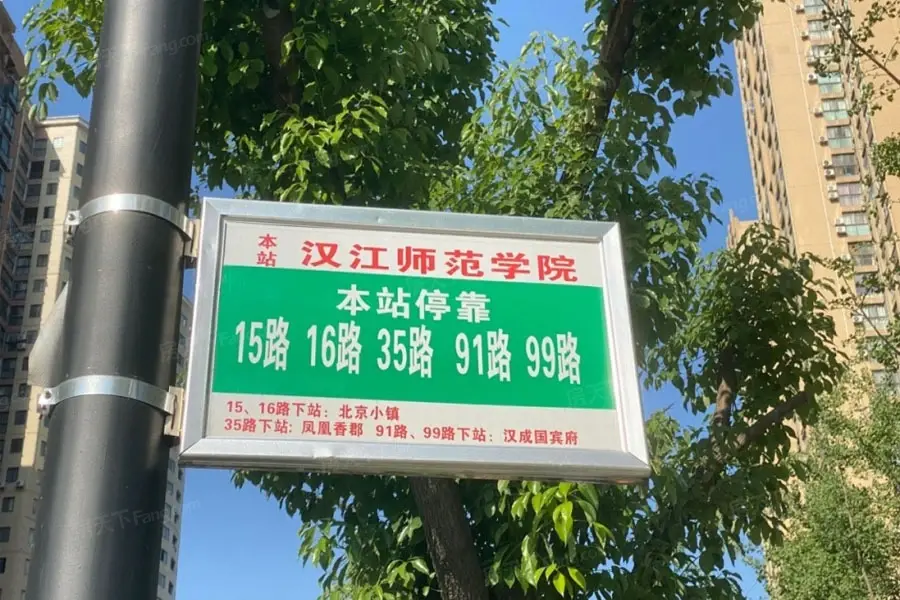 本站 汉江师范学院
本站停靠
15路 16路 35路 91路 99路
15、16路下站：北京小镇
35路下站：凤凰香郡 91路、99路下站：汉成国宾府